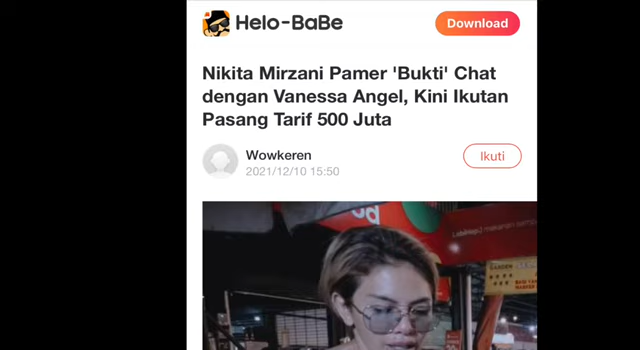 Helo-BaBe
Download
Nikita Mirzani Pamer 'Bukti' Chat
dengan Vanessa Angel, Kini Ikutan
Pasang Tarif 500 Juta
Wowkeren
2021/12/10 15:50
Ikuti
makanan